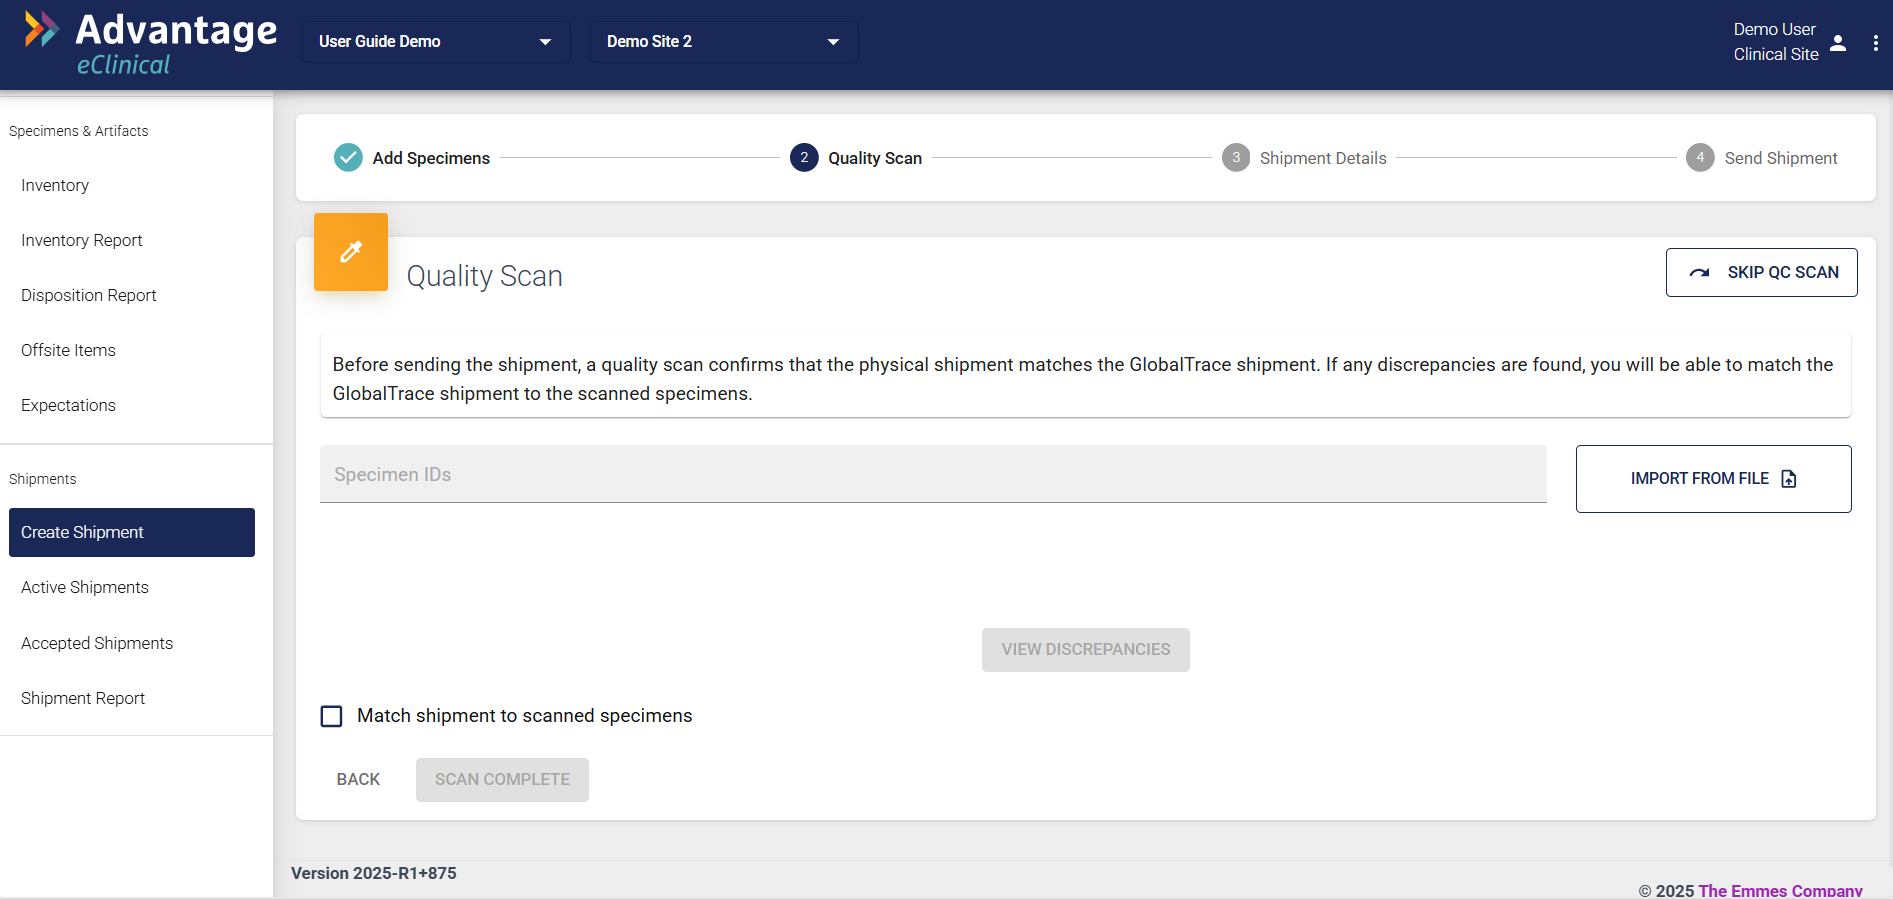 Advantage
eClinical
User Guide Demo
Demo Site 2
Demo User
Clinical Site
Specimens & Artifacts
Inventory
Inventory Report
Disposition Report
Offsite Items
Expectations
Shipments
Create Shipment
Active Shipments
Accepted Shipments
Shipment Report
Add Specimens
2 Quality Scan
3 Shipment Details
4 Send Shipment
Quality Scan
SKIP QC SCAN
Before sending the shipment, a quality scan confirms that the physical shipment matches the GlobalTrace shipment. If any discrepancies are found, you will be able to match the
GlobalTrace shipment to the scanned specimens.
Specimen IDs
IMPORT FROM FILE
VIEW DISCREPANCIES
Match shipment to scanned specimens
BACK
SCAN COMPLETE
Version 2025-R1+875
© 2025 The Emmes Company